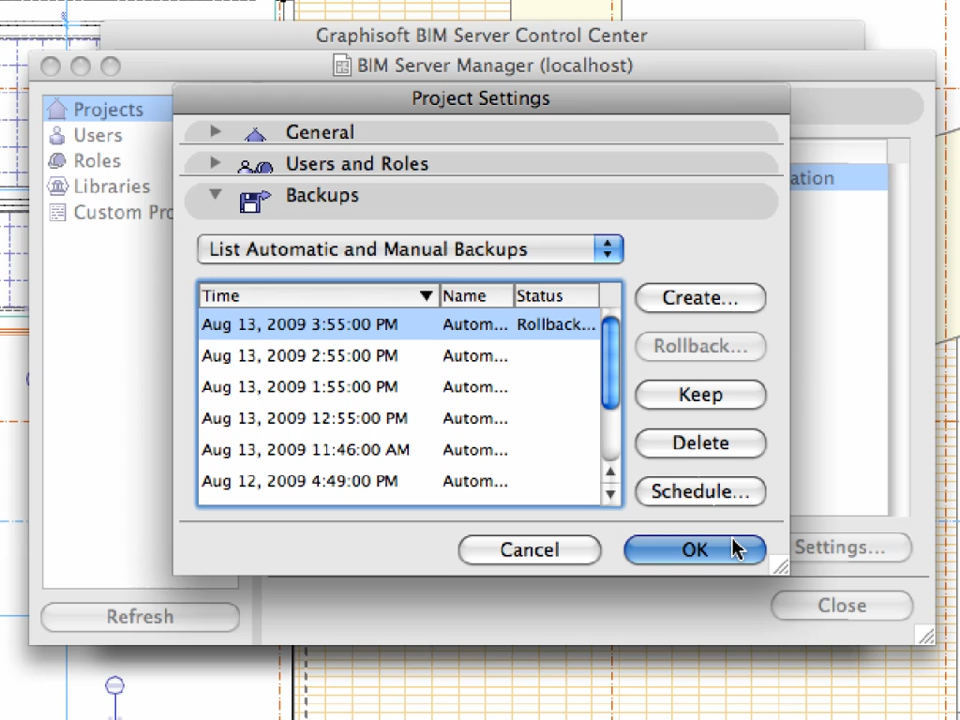 Graphisoft BIM Server Control Center
BIM Server Manager (localhost)
Project Settings
Projects
Users
Roles
Libraries
Custom Pro
ation
General
Users and Roles
Backups
List Automatic and Manual Backups
Time Name Status
Aug 13, 2009 3:55:00 PM Autom... Rollback...
Aug 13, 2009 2:55:00 PM Autom...
Aug 13, 2009 1:55:00 PM Autom...
Aug 13, 2009 12:55:00 PM Autom...
Aug 13, 2009 11:46:00 AM Autom...
Aug 12, 2009 4:49:00 PM Autom...
Create...
Rollback...
Keep
Delete
Schedule...
Cancel
OK
Settings...
Refresh
Close